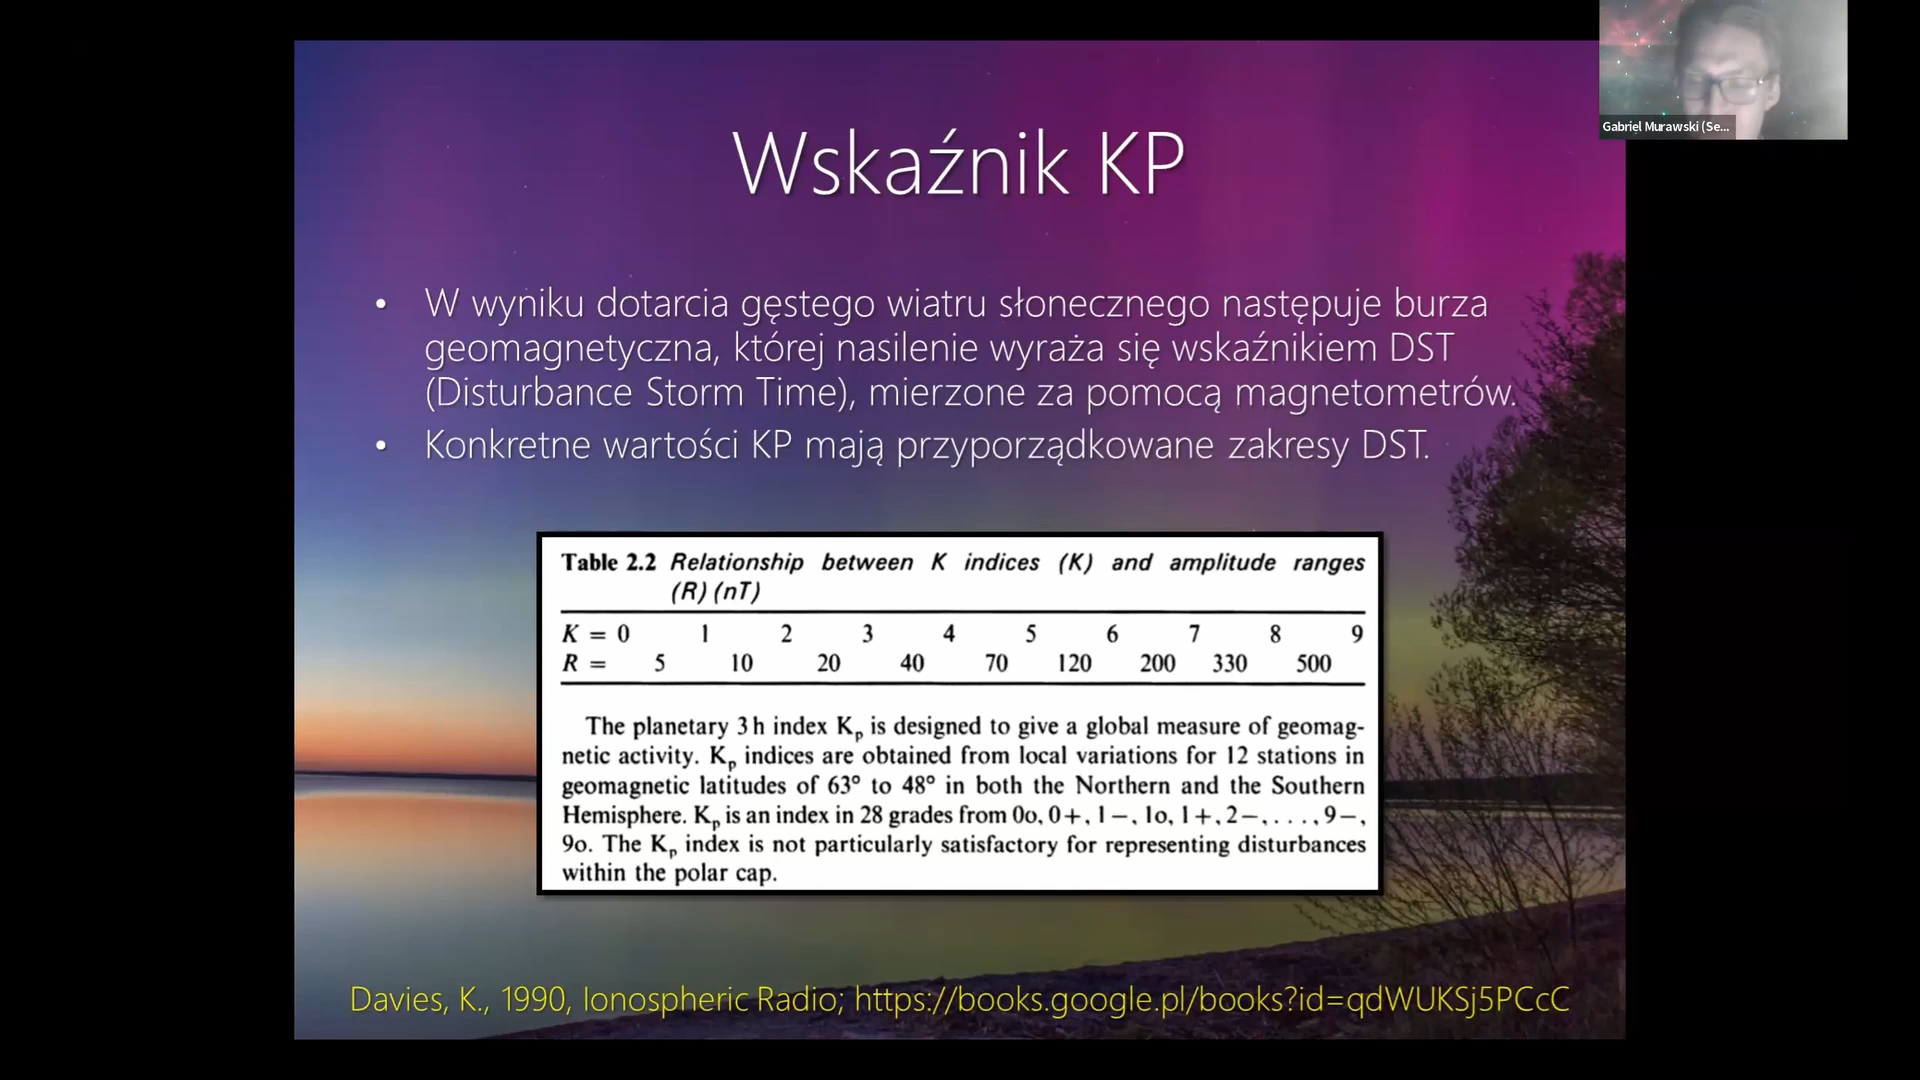 Gabriel Murawski (Se...
Wskaźnik KP
• W wyniku dotarcia gęstego wiatru słonecznego następuje burza
geomagnetyczna, której nasilenie wyraża się wskaźnikiem DST
(Disturbance Storm Time), mierzone za pomocą magnetometrów.
• Konkretne wartości KP mają przyporządkowane zakresy DST.
Table 2.2 Relationship between K indices (K) and amplitude ranges
(R) (nT)
K = 0 1 2 3 4 5 6 7 8 9
R = 5 10 20 40 70 120 200 330 500
The planetary 3 h index Kp is designed to give a global measure of geomag-
netic activity. Kp indices are obtained from local variations for 12 stations in
geomagnetic latitudes of 63° to 48° in both the Northern and the Southern
Hemisphere. Kp is an index in 28 grades from 0o, 0+, 1−, 1o, 1+, 2−, . . . , 9−,
9o. The Kp index is not particularly satisfactory for representing disturbances
within the polar cap.
Davies, K., 1990, Ionospheric Radio; https://books.google.pl/books?id=qdWUKSj5PCcC